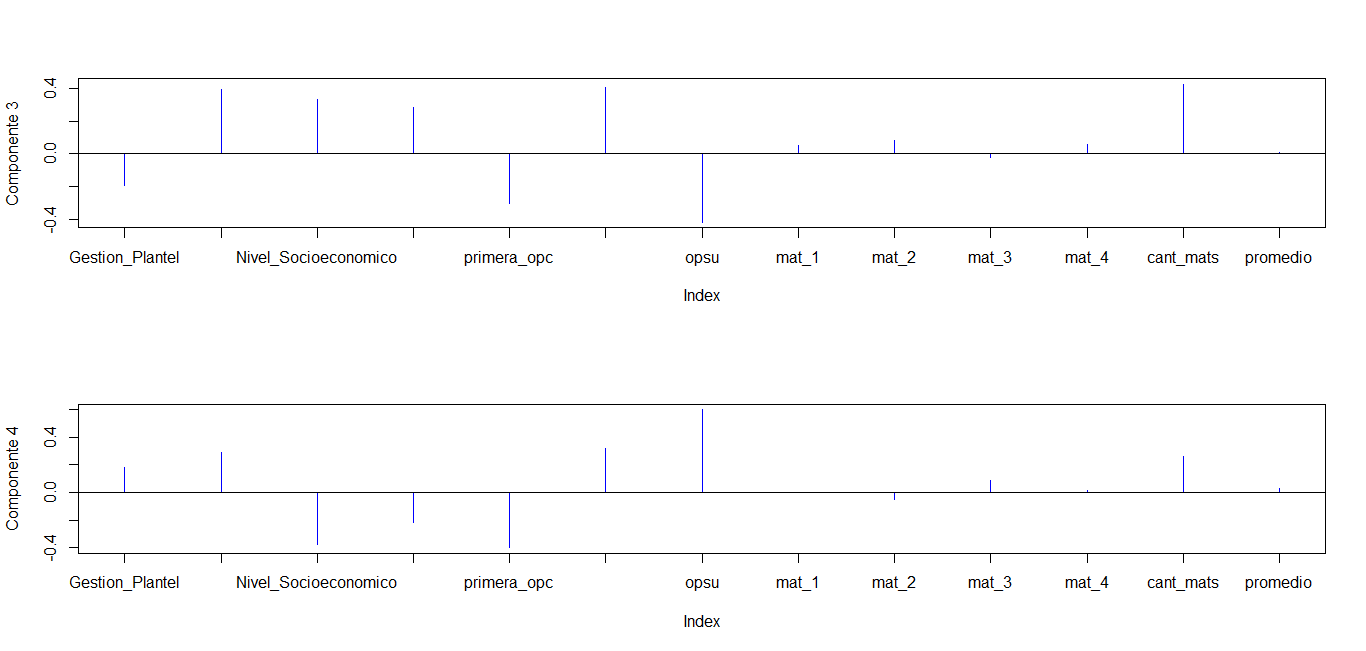 Componente 3
0.4
0.0
-0.4
Gestion_Plantel Nivel_Socioeconomico primera_opc opsu mat_1 mat_2 mat_3 mat_4 cant_mats promedio
Index
Componente 4
0.4
0.0
-0.4
Gestion_Plantel Nivel_Socioeconomico primera_opc opsu mat_1 mat_2 mat_3 mat_4 cant_mats promedio
Index